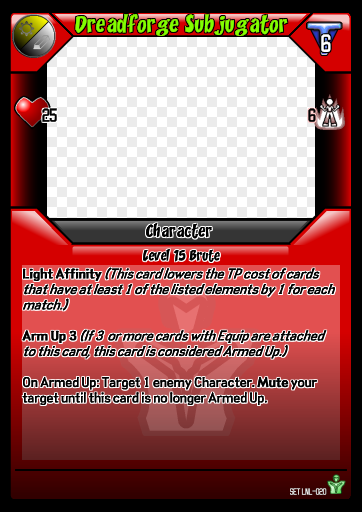 Dreadforge Subjugator
6
25
6
Character
Level 15 Brute
Light Affinity (This card lowers the TP cost of cards
that have at least 1 of the listed elements by 1 for each
match.)
Arm Up 3 (If 3 or more cards with Equip are attached
to this card, this card is considered Armed Up.)
On Armed Up: Target 1 enemy Character. Mute your
target until this card is no longer Armed Up.
SET LNL-020